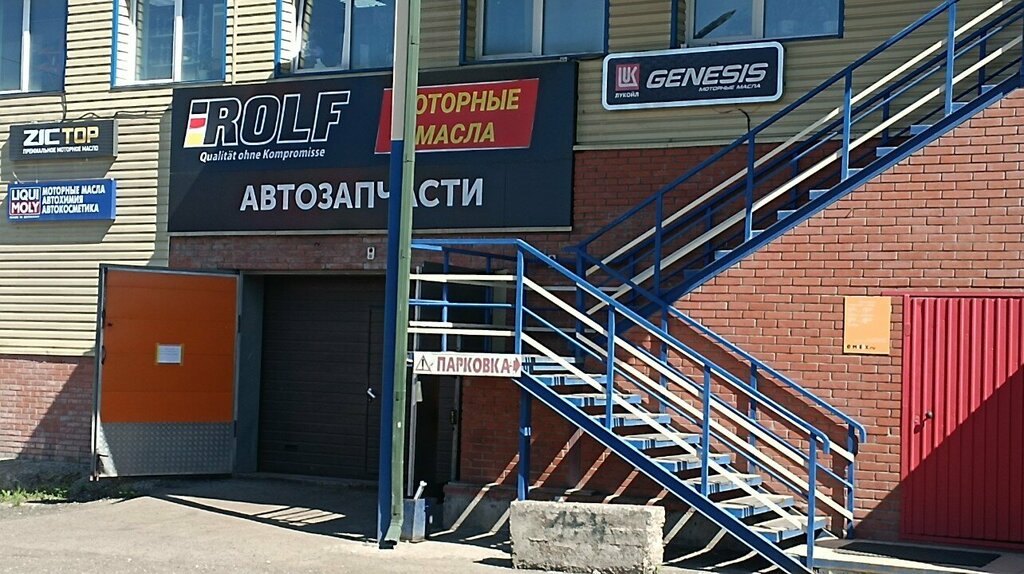 ZIC TOP
ПРЕМИАЛЬНОЕ МОТОРНОЕ МАСЛО
LIQUI MOLY
МОТОРНЫЕ МАСЛА
АВТОХИМИЯ
АВТОКОСМЕТИКА
ROLF
Qualität ohne Kompromisse
ОТОРНЫЕ
МАСЛА
АВТОЗАПЧАСТИ
ЛУКОЙЛ
GENESIS
МОТОРНЫЕ МАСЛА
ПАРКОВКА